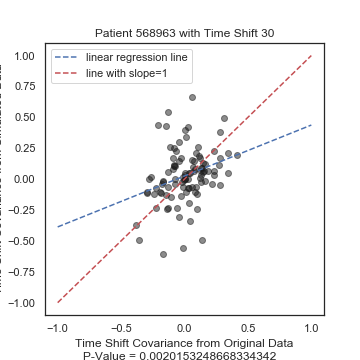 Patient 568963 with Time Shift 30
linear regression line
line with slope=1
1.00
0.75
0.50
0.25
0.00
−0.25
−0.50
−0.75
−1.00
−1.0
−0.5
0.0
0.5
1.0
Time Shift Covariance from Original Data
P-Value = 0.0020153248668334342